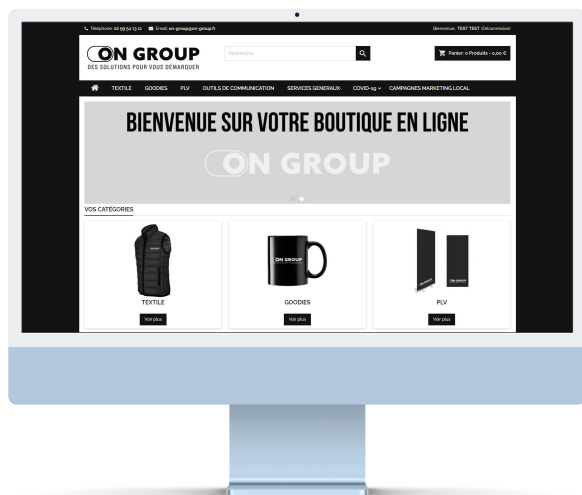 Téléphone: 02 99 54 13 11 Email: on-group@on-group.fr
Bienvenue, TEST TEST (Déconnexion)
ON GROUP
DES SOLUTIONS POUR VOUS DÉMARQUER
Rechercher
Panier: 0 Produits - 0,00 €
TEXTILE GOODIES PLV OUTILS DE COMMUNICATION SERVICES GENERAUX COVID-19 CAMPAGNES MARKETING LOCAL
BIENVENUE SUR VOTRE BOUTIQUE EN LIGNE
ON GROUP
VOS CATÉGORIES
ON GROUP
TEXTILE
GOODIES
PLV
Voir plus
Voir plus
Voir plus